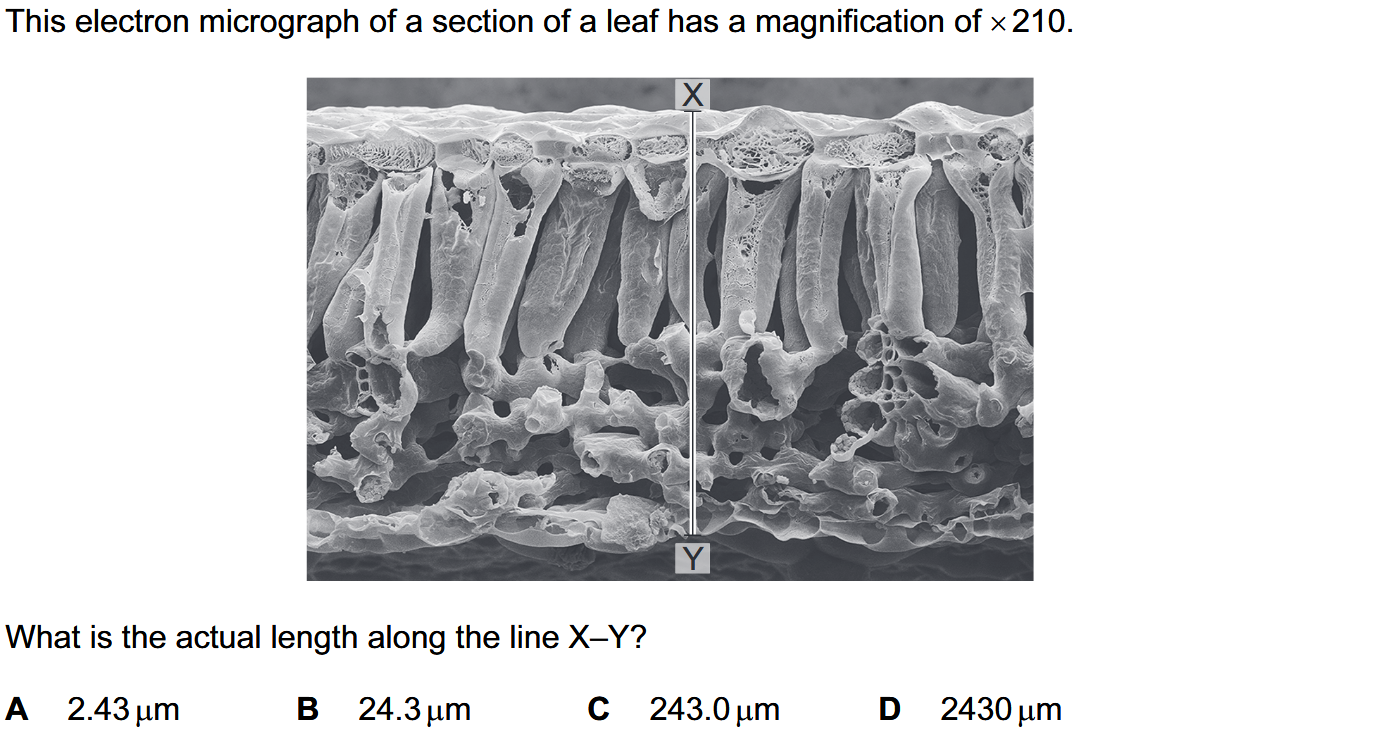 This electron micrograph of a section of a leaf has a magnification of ×210.
X
Y
What is the actual length along the line X–Y?
A 2.43 μm B 24.3 μm C 243.0 μm D 2430 μm